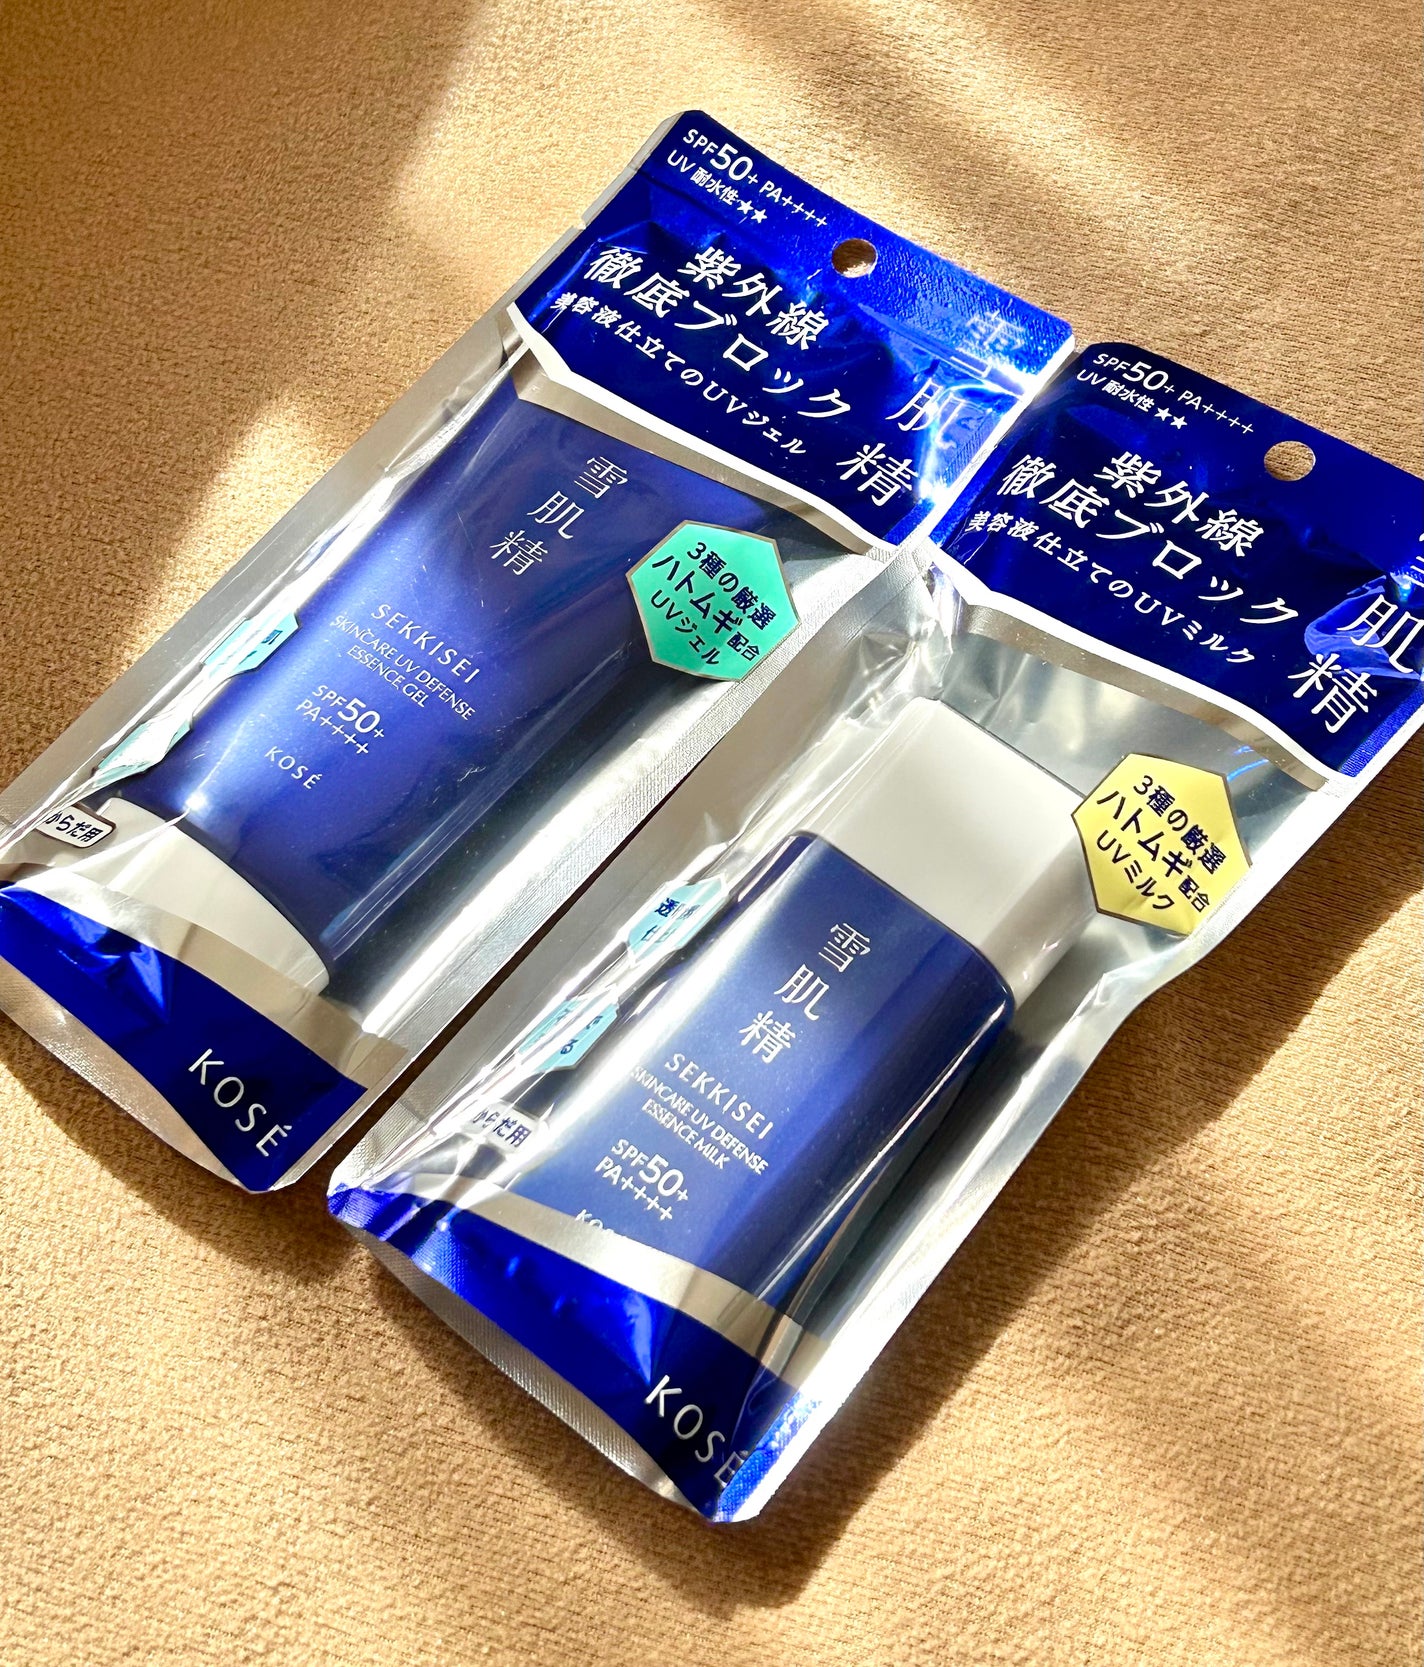 SPF50+ PA++++
UV 耐水性★★
紫外線
徹底ブロック
美容液仕立てのUVジェル
雪肌精
雪肌精
SEKKISEI
SKINCARE UV DEFENSE
ESSENCE GEL
SPF50+
PA++++
KOSÉ
3種の厳選
ハトムギ配合
UVジェル
からだ用
KOSÉ
SPF50+ PA++++
UV 耐水性★★
紫外線
徹底ブロック
美容液仕立てのUVミルク
雪肌精
3種の厳選
ハトムギ配合
UVミルク
雪肌精
SEKKISEI
SKINCARE UV DEFENSE
ESSENCE MILK
SPF50+
PA++++
からだ用
KOSÉ